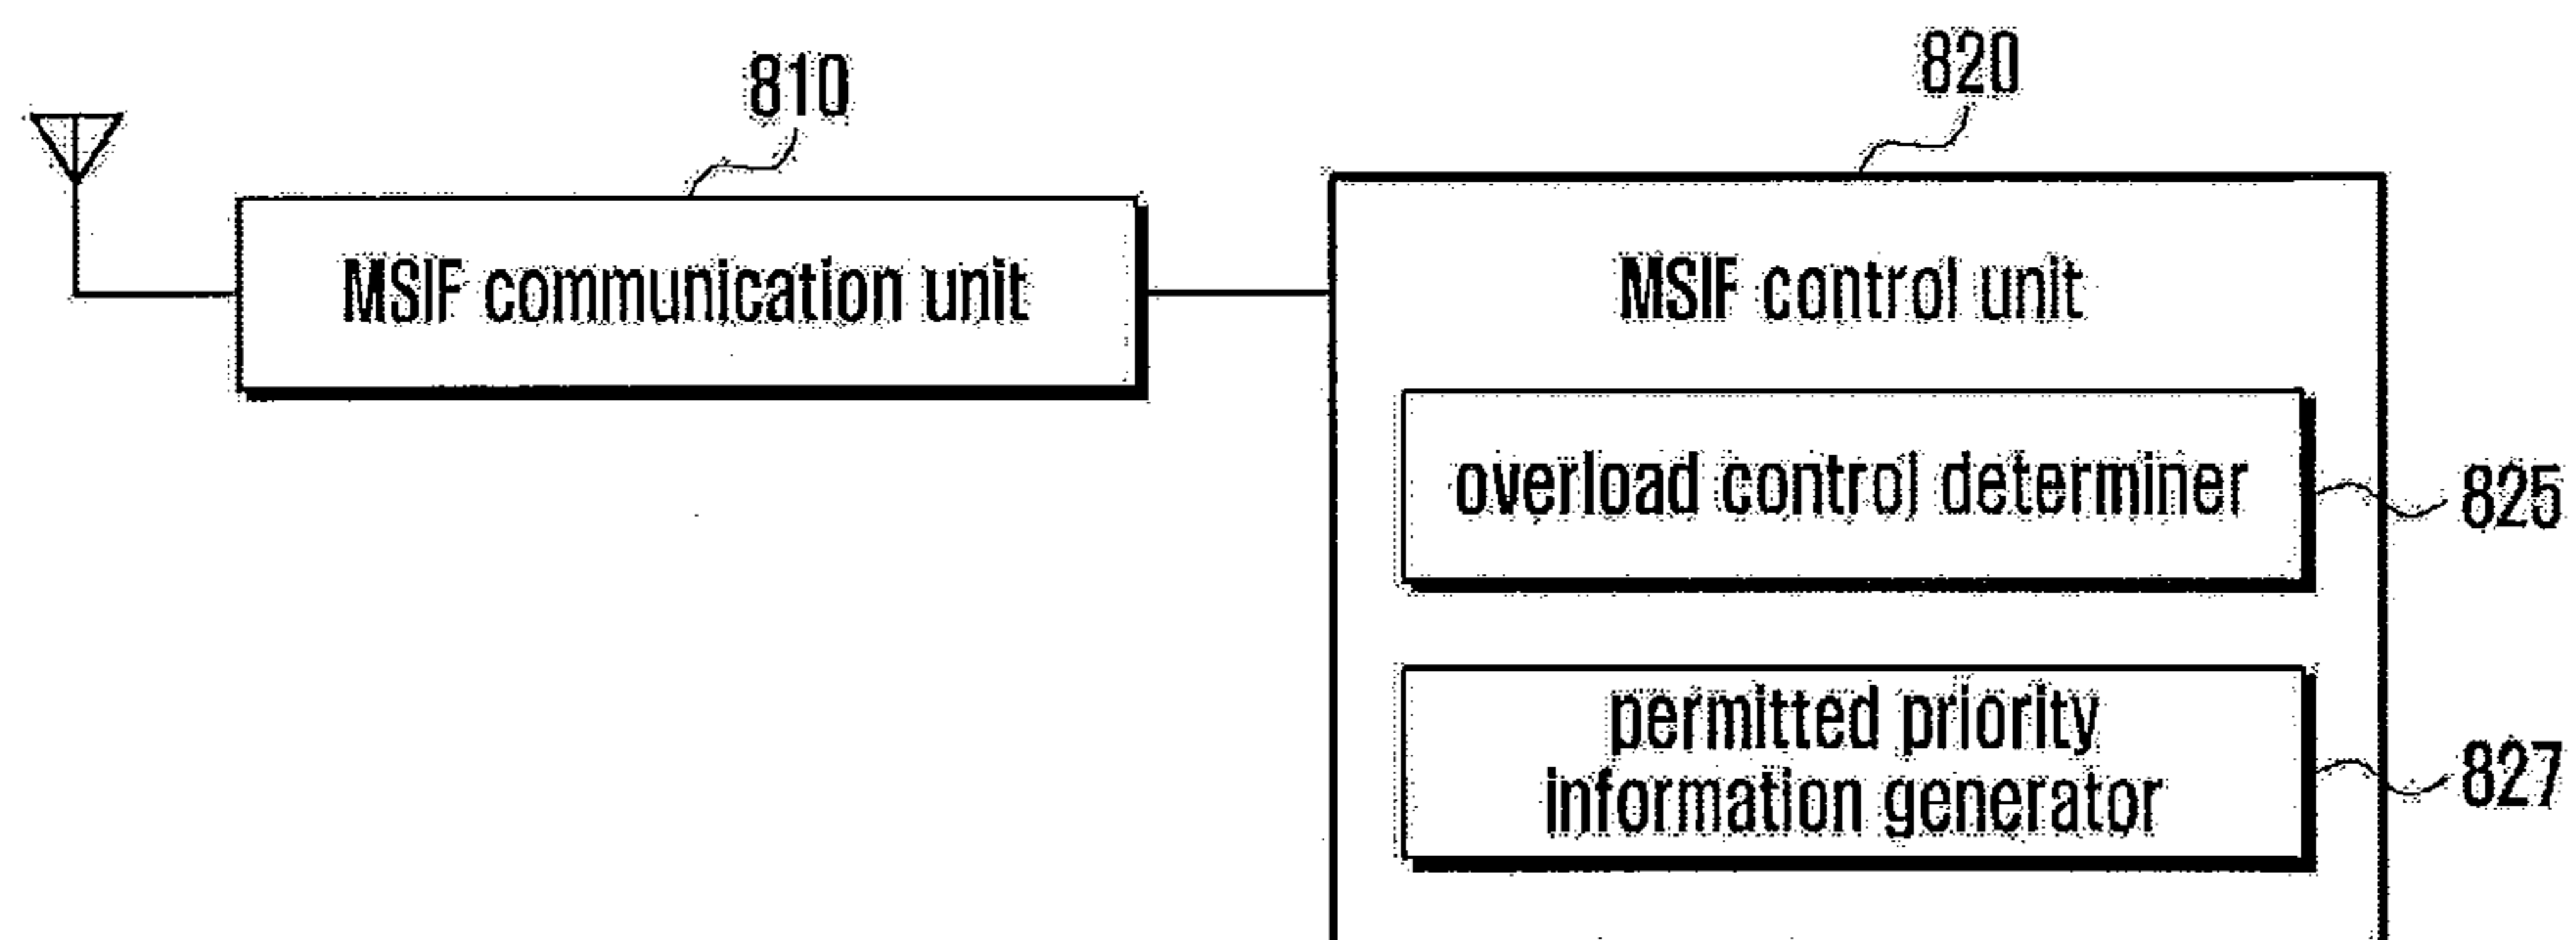 810
820
MSIF communication unit
MSIF control unit
overload control determiner
825
permitted priority
information generator
827